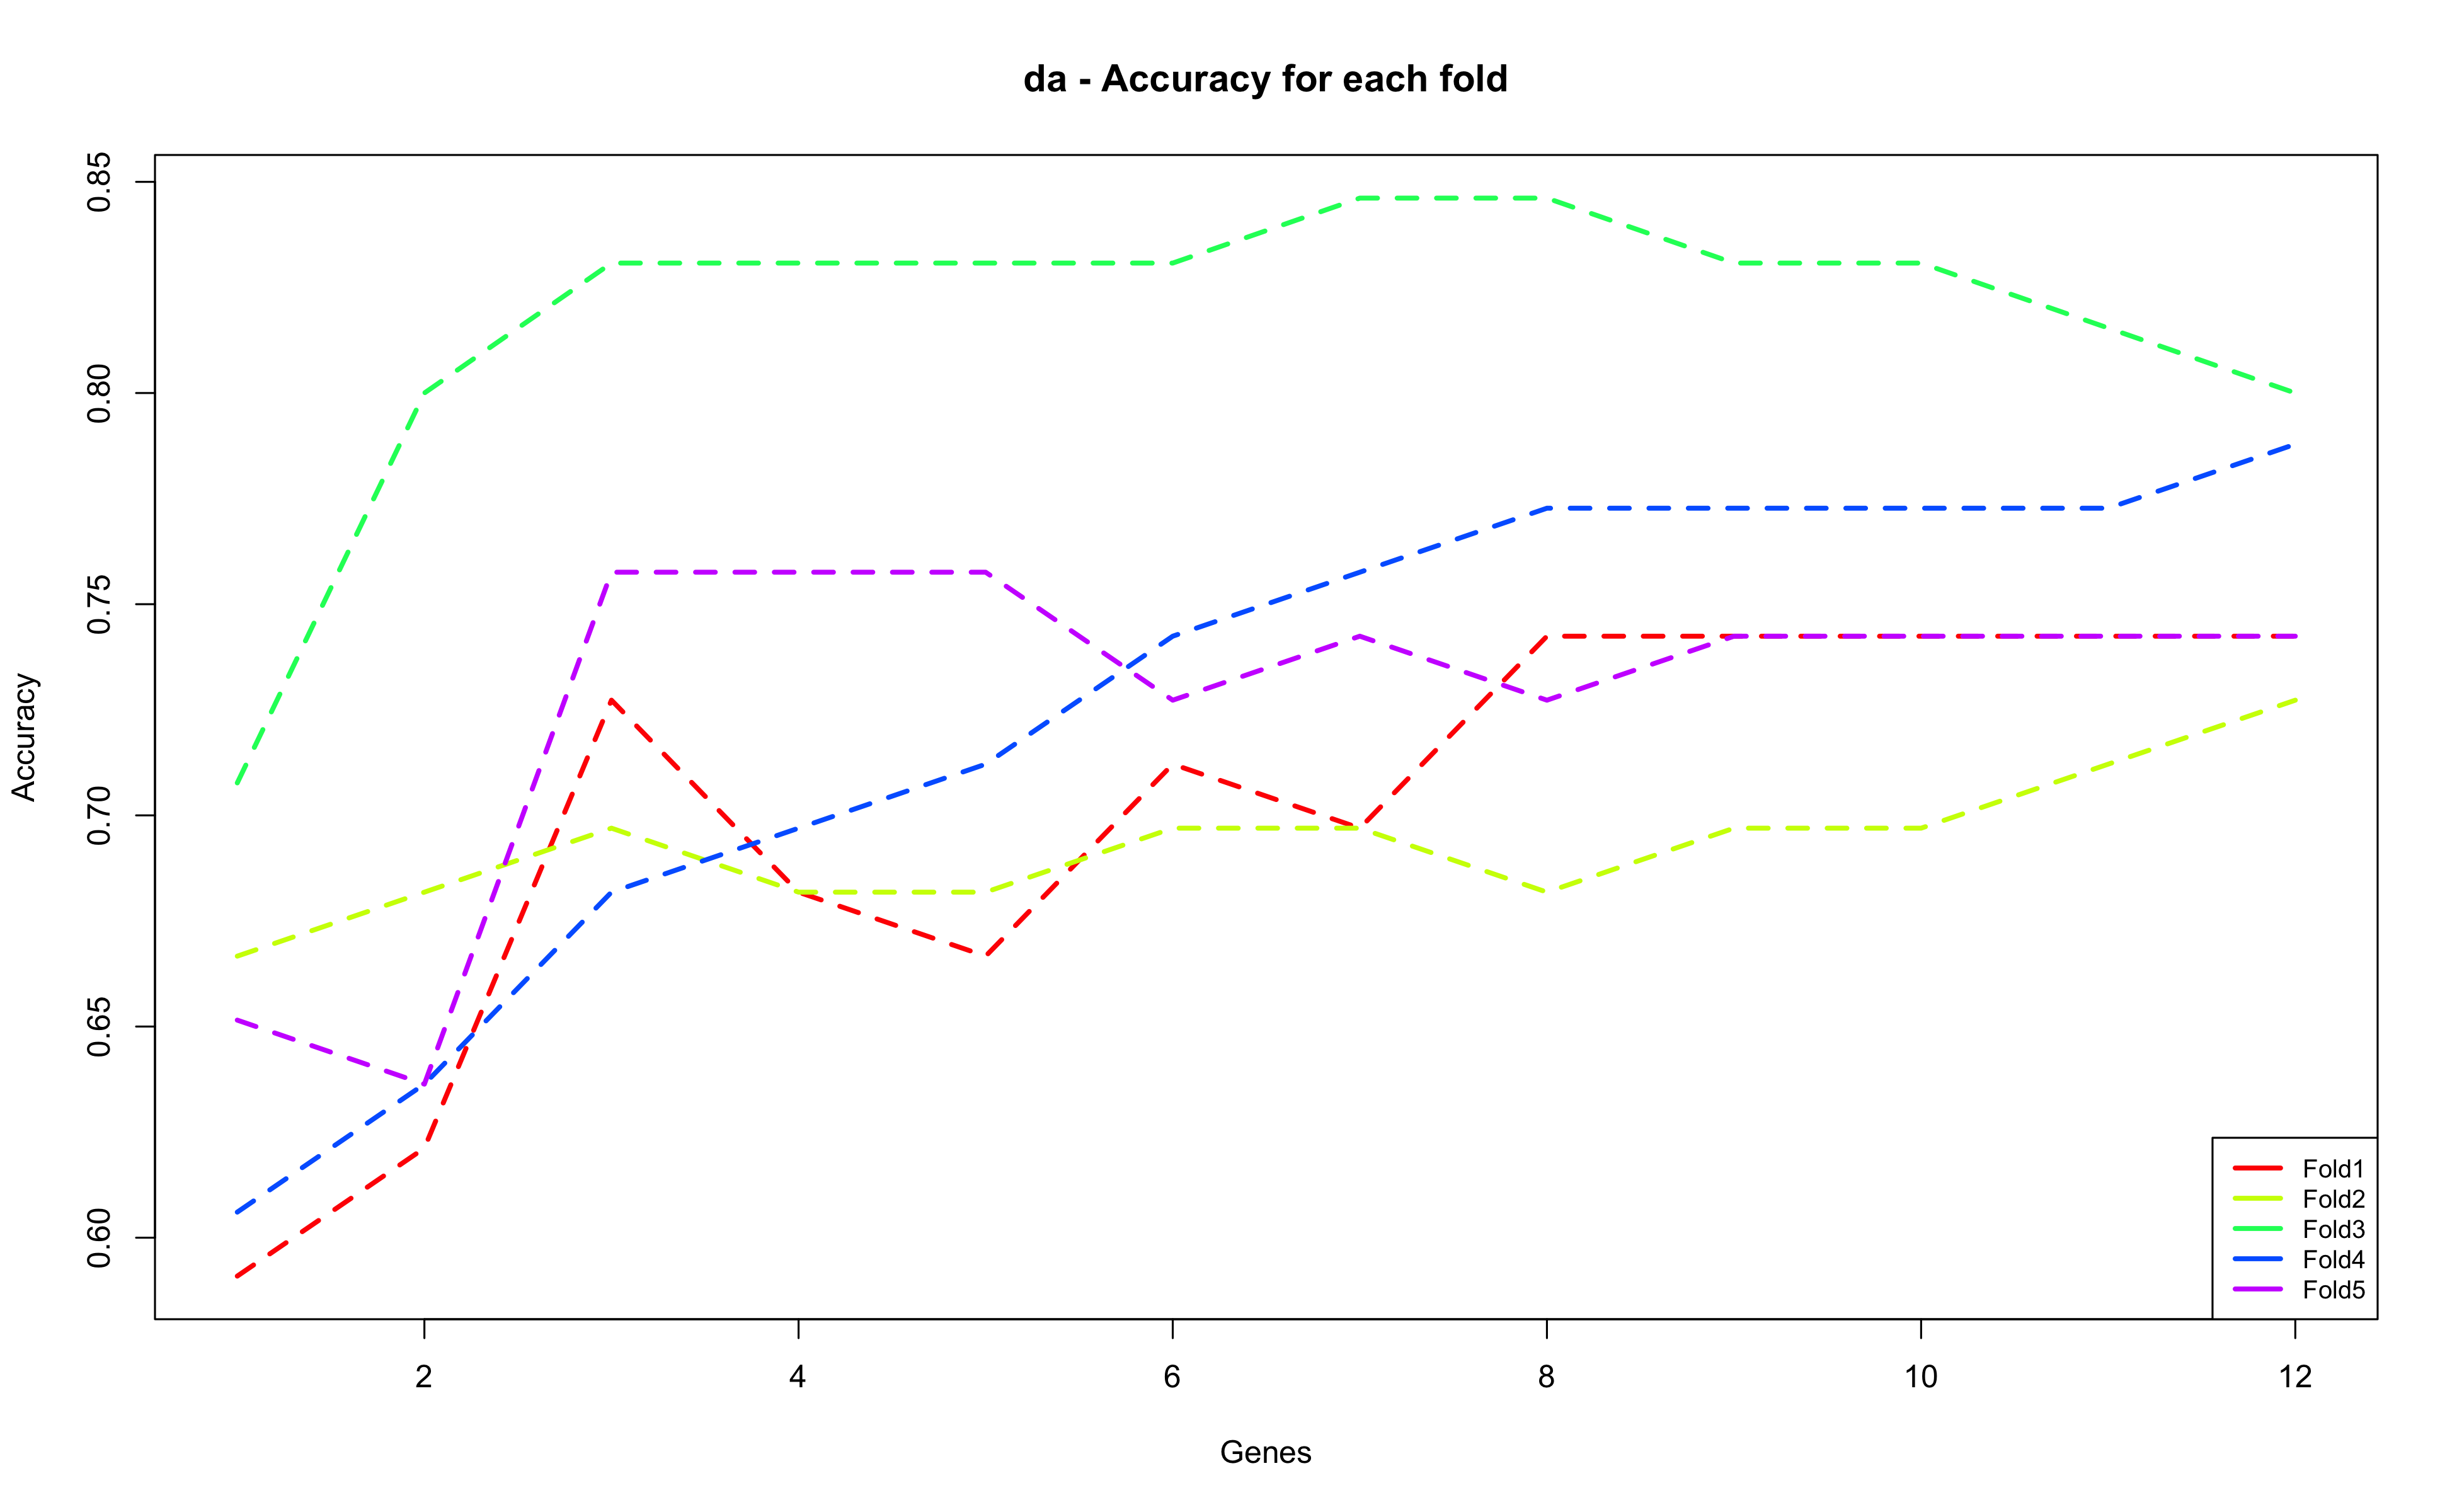 da - Accuracy for each fold
Accuracy
0.85
0.80
0.75
0.70
0.65
0.60
2 4 6 8 10 12
Genes
Fold1
Fold2
Fold3
Fold4
Fold5